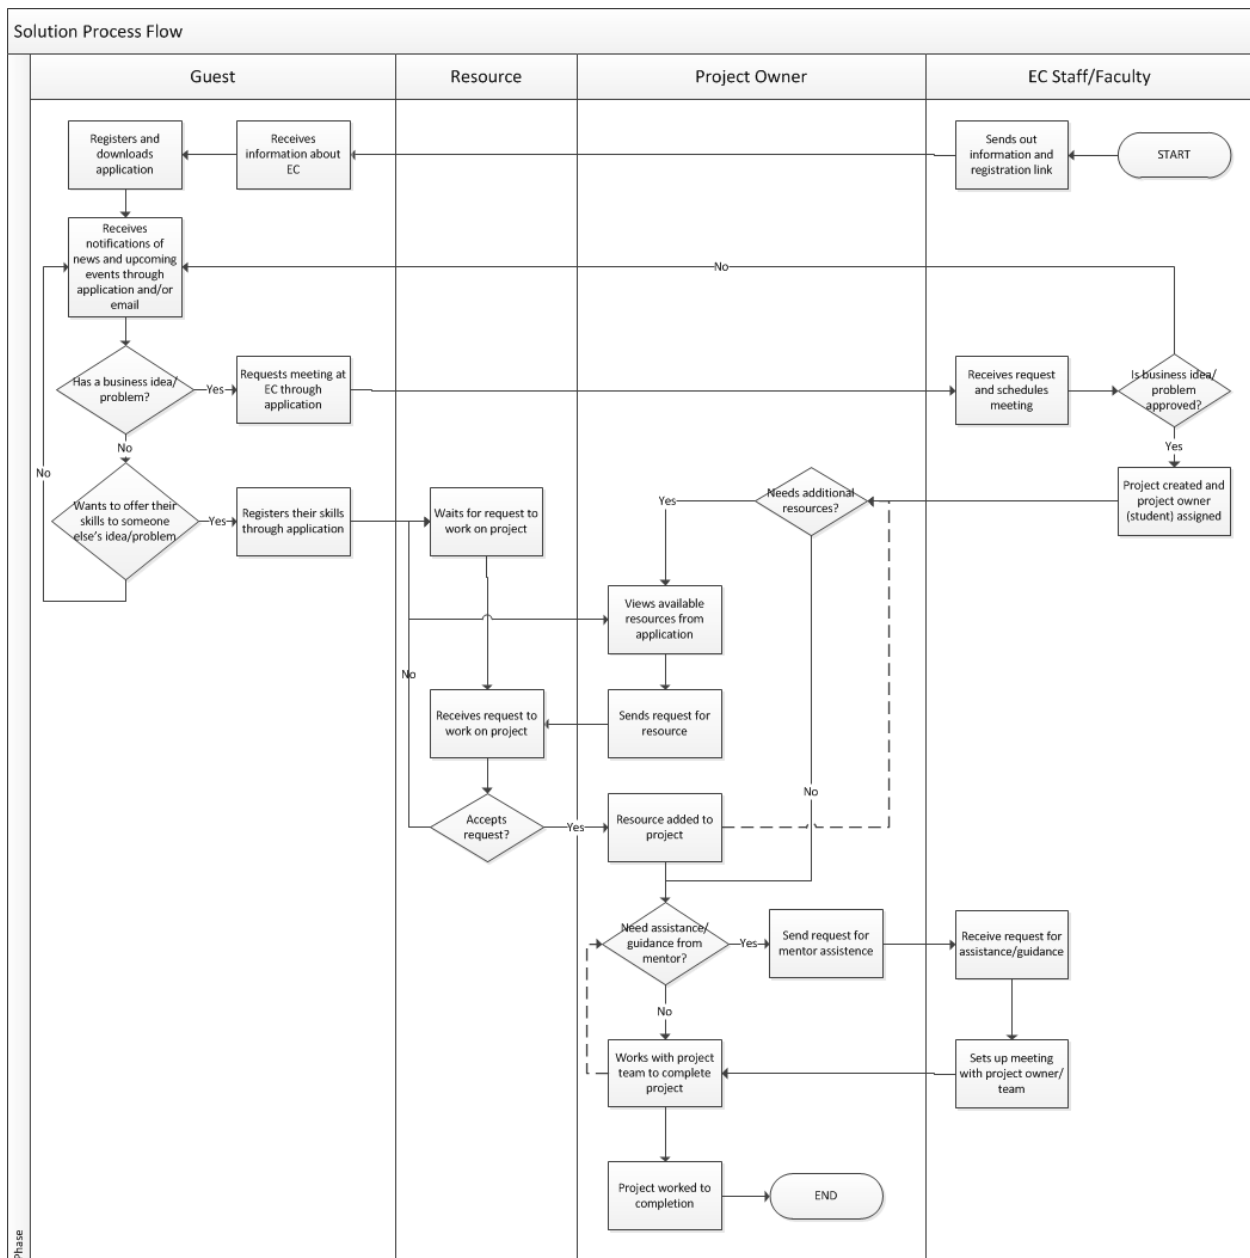 Solution Process Flow
Guest
Resource
Project Owner
EC Staff/Faculty
Registers and
downloads
application
Receives
information about
EC
Sends out
information and
registration link
START
Receives
notifications of
news and upcoming
events through
application and/or
email
No
Has a business idea/
problem?
Yes
Requests meeting at
EC through
application
Receives request
and schedules
meeting
Is business idea/
problem
approved?
No
Yes
No
Wants to offer their
skills to someone
else's idea/problem
Yes
Registers their skills
through application
Waits for request to
work on project
Yes
Needs additional
resources?
Project created and
project owner
(student) assigned
Views available
resources from
application
No
Receives request to
work on project
Sends request for
resource
No
Accepts
request?
Yes
Resource added to
project
Need assistance/
guidance from
mentor?
Yes
Send request for
mentor assistence
Receive request for
assistance/guidance
No
Works with project
team to complete
project
Sets up meeting
with project owner/
team
Project worked to
completion
END
Phase